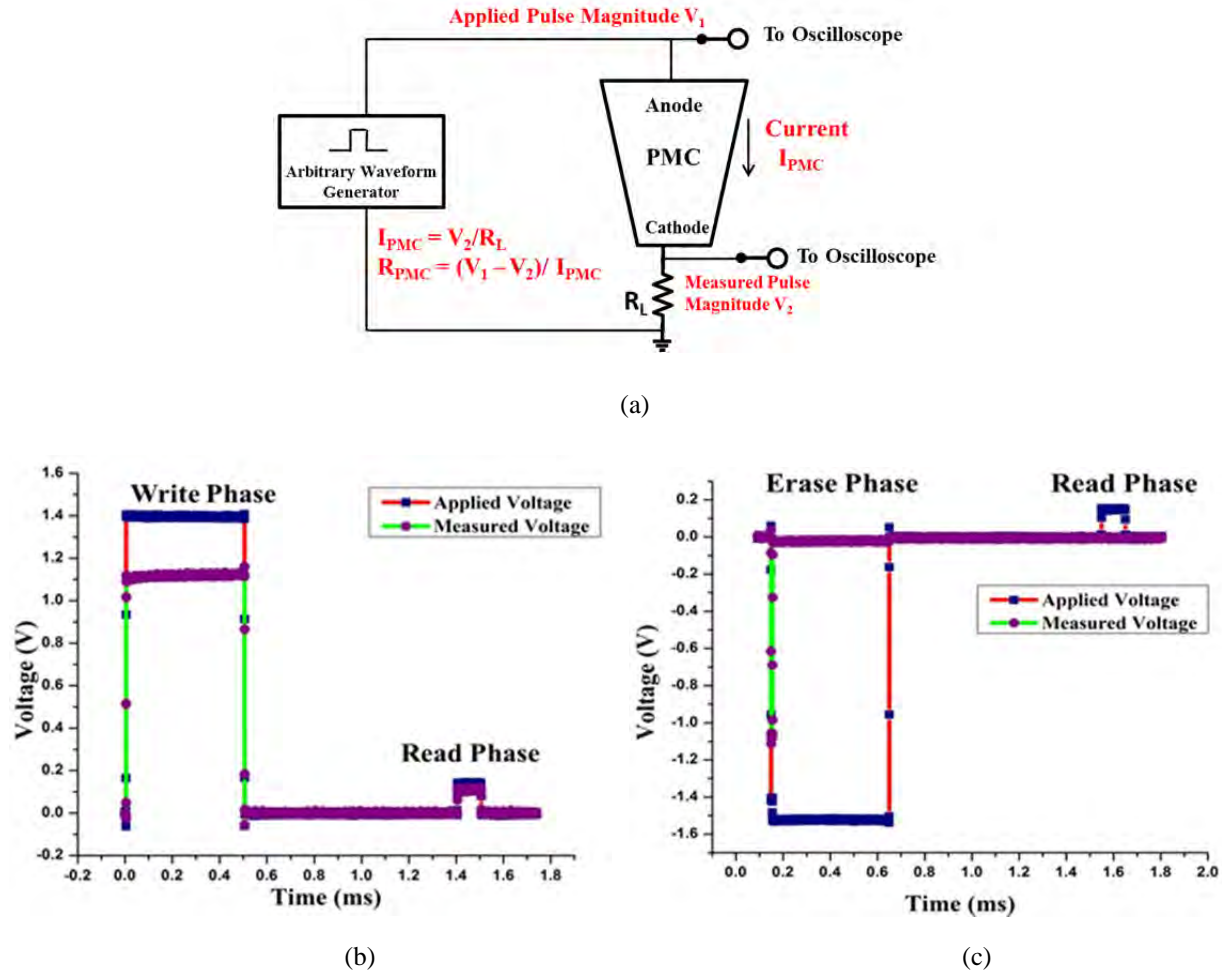 Applied Pulse Magnitude V₁
To Oscilloscope
Anode
PMC
Cathode
Current
I_PMC
Arbitrary Waveform
Generator
I_PMC = V₂/R_L
R_PMC = (V₁ – V₂)/ I_PMC
To Oscilloscope
R_L
Measured Pulse
Magnitude V₂
(a)
Write Phase
Applied Voltage
Measured Voltage
Read Phase
Voltage (V)
1.6
1.4
1.2
1.0
0.8
0.6
0.4
0.2
0.0
-0.2
-0.2 0.0 0.2 0.4 0.6 0.8 1.0 1.2 1.4 1.6 1.8
Time (ms)
(b)
Erase Phase
Read Phase
Applied Voltage
Measured Voltage
Voltage (V)
0.2
0.0
-0.2
-0.4
-0.6
-0.8
-1.0
-1.2
-1.4
-1.6
0.0 0.2 0.4 0.6 0.8 1.0 1.2 1.4 1.6 1.8 2.0
Time (ms)
(c)